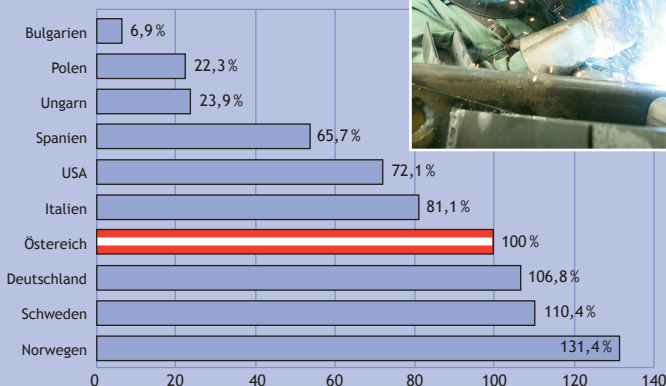 Bulgarien 6,9 %
Polen 22,3 %
Ungarn 23,9 %
Spanien 65,7 %
USA 72,1 %
Italien 81,1 %
Östereich 100 %
Deutschland 106,8 %
Schweden 110,4 %
Norwegen 131,4 %
0 20 40 60 80 100 120 140